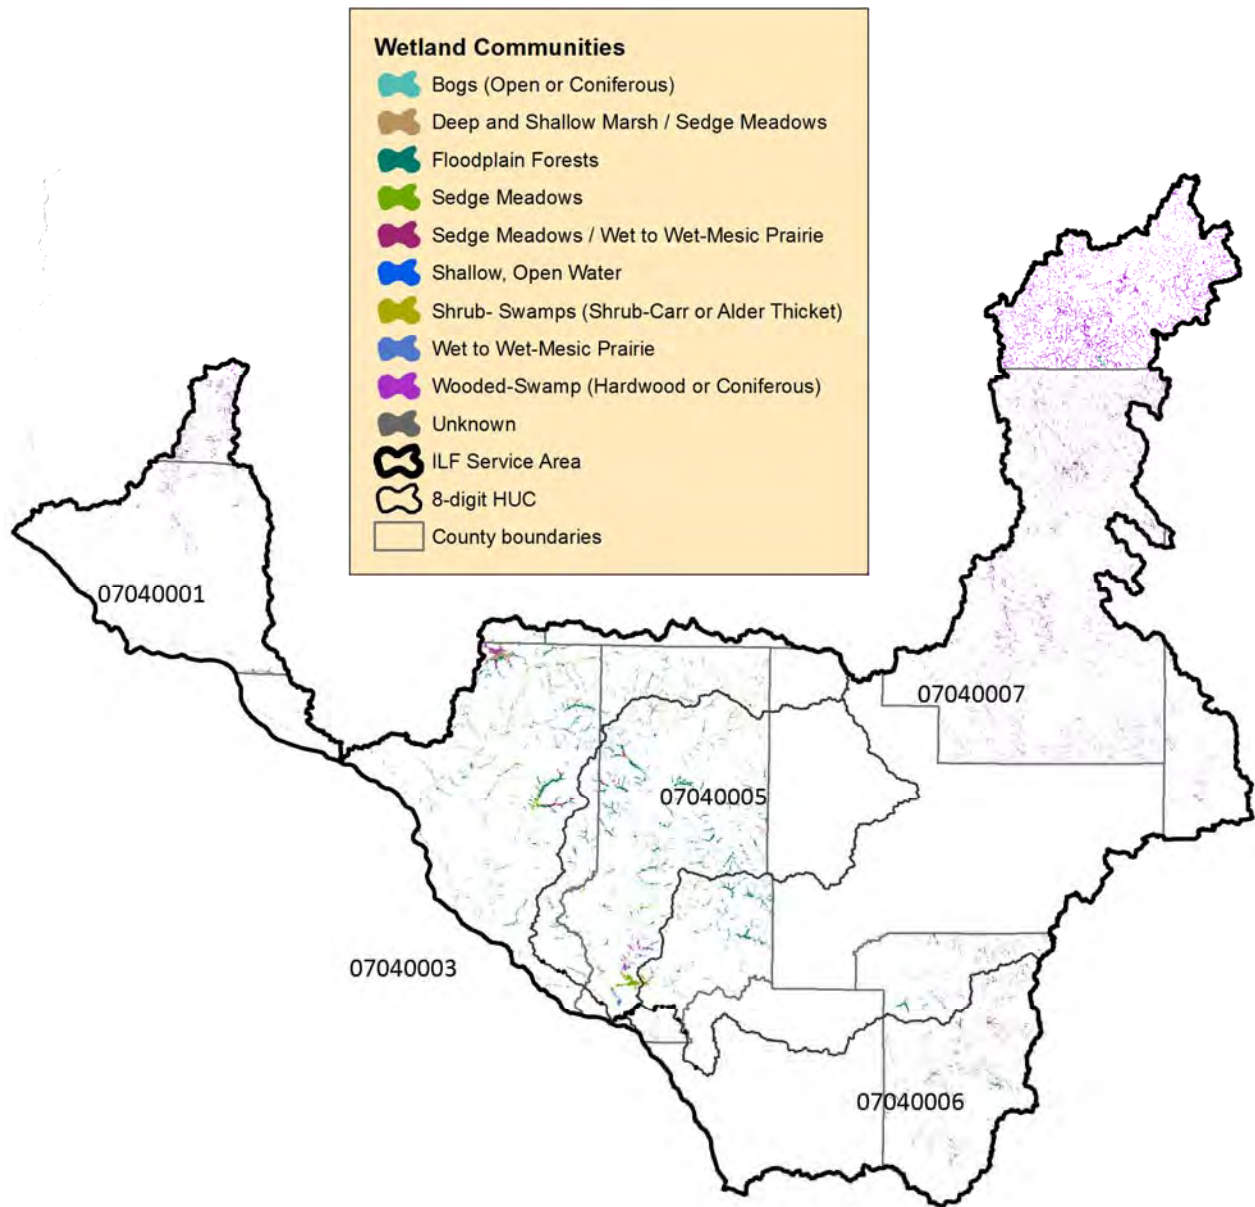 Wetland Communities
Bogs (Open or Coniferous)
Deep and Shallow Marsh / Sedge Meadows
Floodplain Forests
Sedge Meadows
Sedge Meadows / Wet to Wet-Mesic Prairie
Shallow, Open Water
Shrub- Swamps (Shrub-Carr or Alder Thicket)
Wet to Wet-Mesic Prairie
Wooded-Swamp (Hardwood or Coniferous)
Unknown
ILF Service Area
8-digit HUC
County boundaries
07040001
07040007
07040005
07040003
07040006